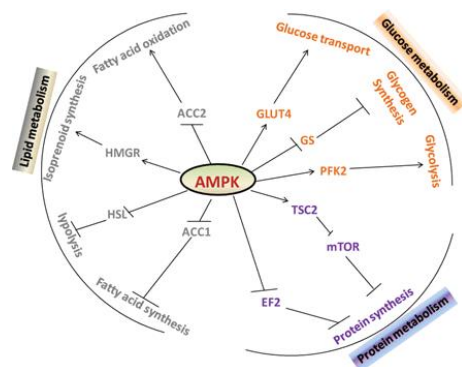 Glucose metabolism
Glucose transport
Glycogen
Synthesis
Glycolysis
GLUT4
GS
PFK2
Fatty acid oxidation
ACC2
Lipid metabolism
Isoprenoid synthesis
HMGR
AMPK
HSL
lypolysis
ACC1
Fatty acid synthesis
TSC2
mTOR
EF2
Protein synthesis
Protein metabolism